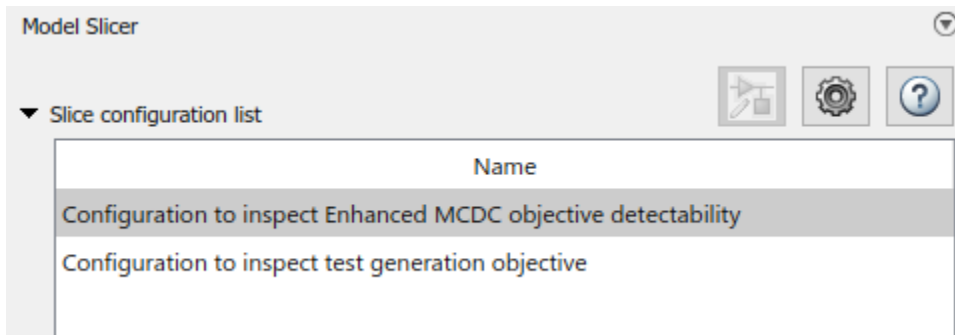 Model Slicer
Slice configuration list
Name
Configuration to inspect Enhanced MCDC objective detectability
Configuration to inspect test generation objective